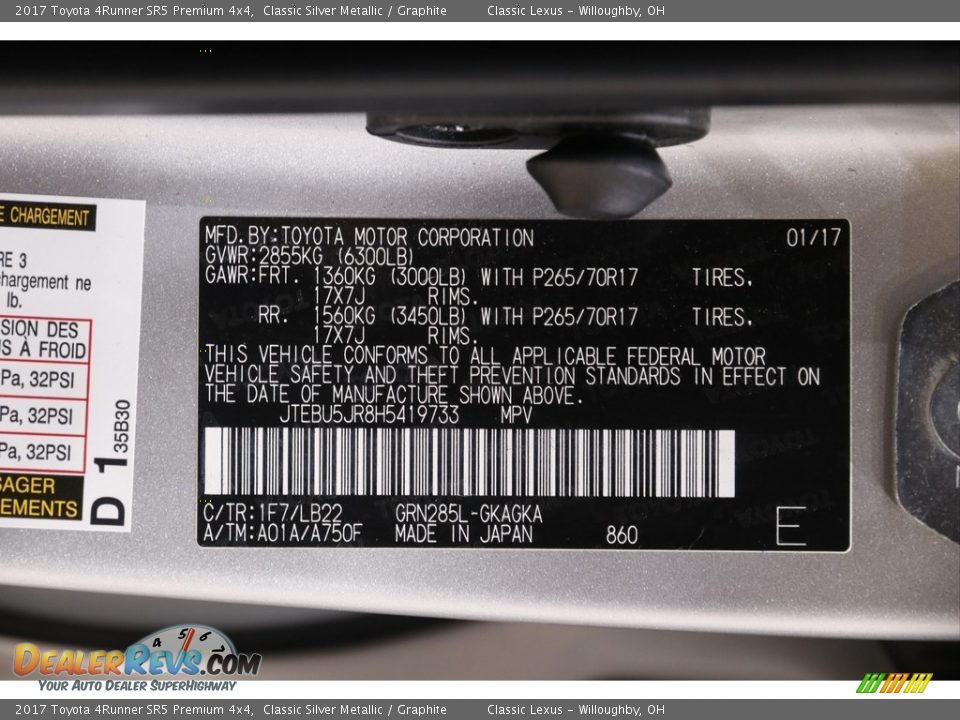 2017 Toyota 4Runner SR5 Premium 4x4, Classic Silver Metallic / Graphite Classic Lexus - Willoughby, OH
E CHARGEMENT
RE 3
hargement ne
lb.
SION DES
S À FROID
Pa, 32PSI
Pa, 32PSI
Pa, 32PSI
SAGER
EMENTS
D 1 35B30
MFD.BY:TOYOTA MOTOR CORPORATION 01/17
GVWR:2855KG (6300LB)
GAWR:FRT. 1360KG (3000LB) WITH P265/70R17 TIRES,
17X7J RIMS.
RR. 1560KG (3450LB) WITH P265/70R17 TIRES,
17X7J RIMS.
THIS VEHICLE CONFORMS TO ALL APPLICABLE FEDERAL MOTOR
VEHICLE SAFETY AND THEFT PREVENTION STANDARDS IN EFFECT ON
THE DATE OF MANUFACTURE SHOWN ABOVE.
JTEBU5JR8H5419733 MPV
C/TR:1F7/LB22 GRN285L-GKAGKA
A/TM:A01A/A750F MADE IN JAPAN 860 E
4 5 6
DEALERREVS.COM
YOUR AUTO DEALER SUPERHIGHWAY
2017 Toyota 4Runner SR5 Premium 4x4, Classic Silver Metallic / Graphite Classic Lexus - Willoughby, OH